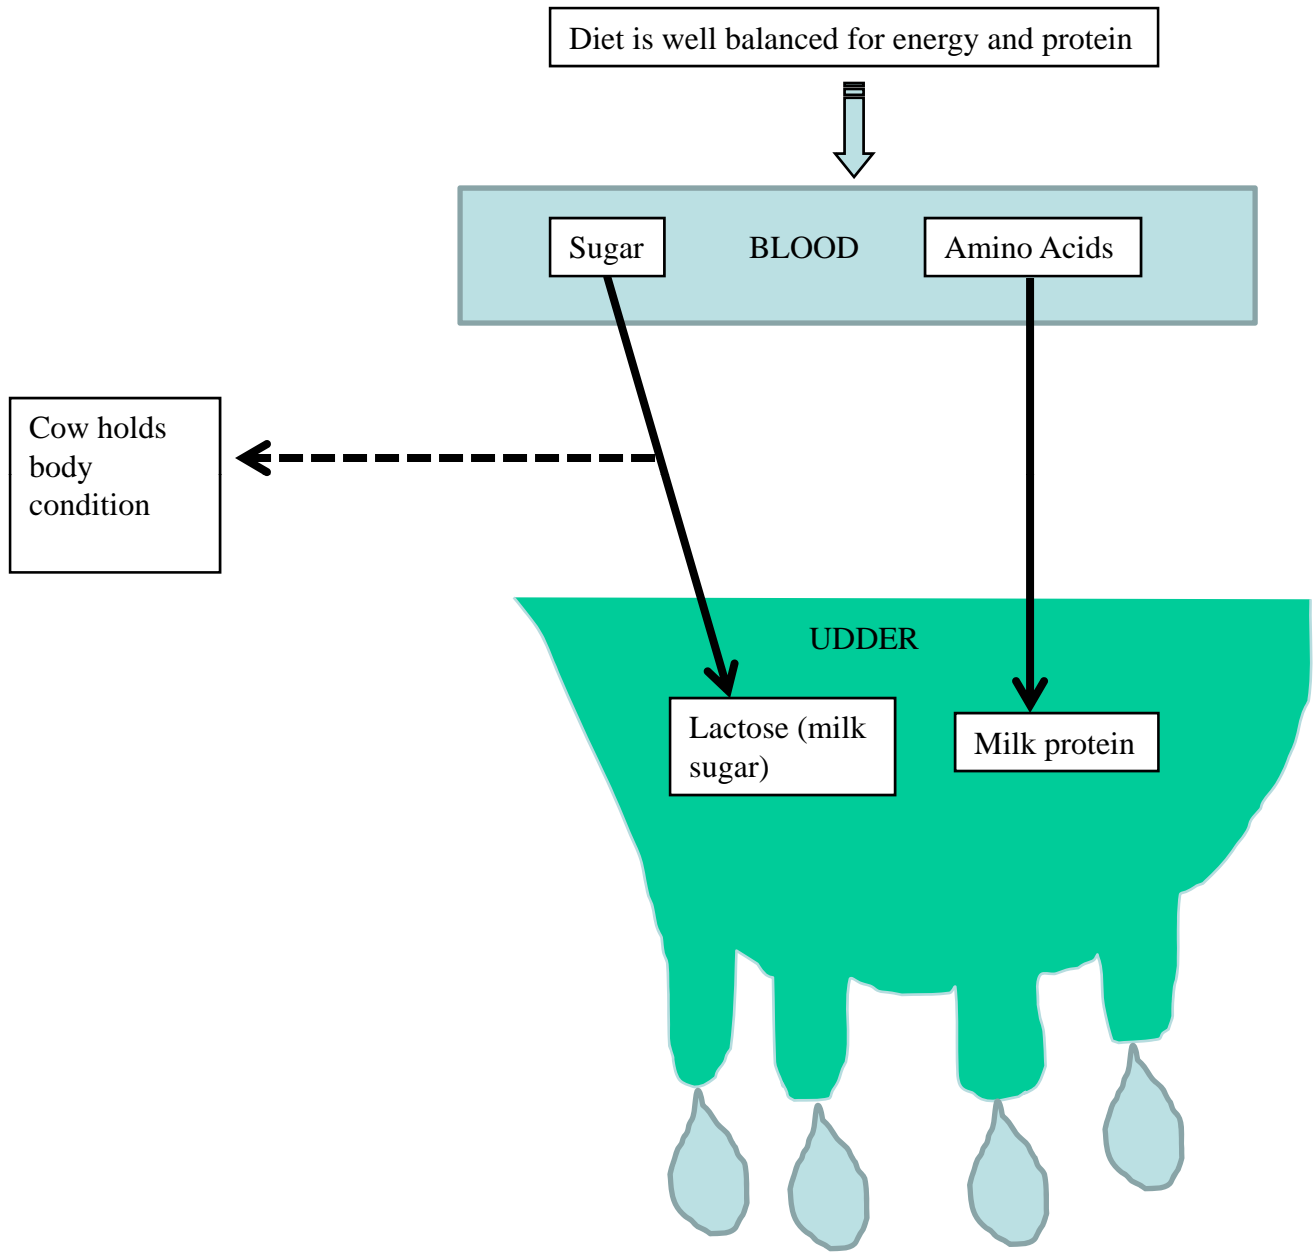 Diet is well balanced for energy and protein
Sugar
BLOOD
Amino Acids
Cow holds
body
condition
UDDER
Lactose (milk
sugar)
Milk protein